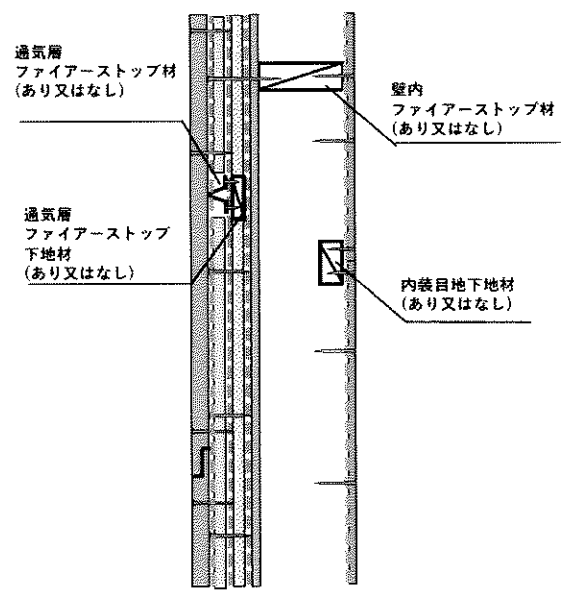 通気層
ファイアーストップ材
(あり又はなし)
壁内
ファイアーストップ材
(あり又はなし)
通気層
ファイアーストップ
下地材
(あり又はなし)
内装目地下地材
(あり又はなし)